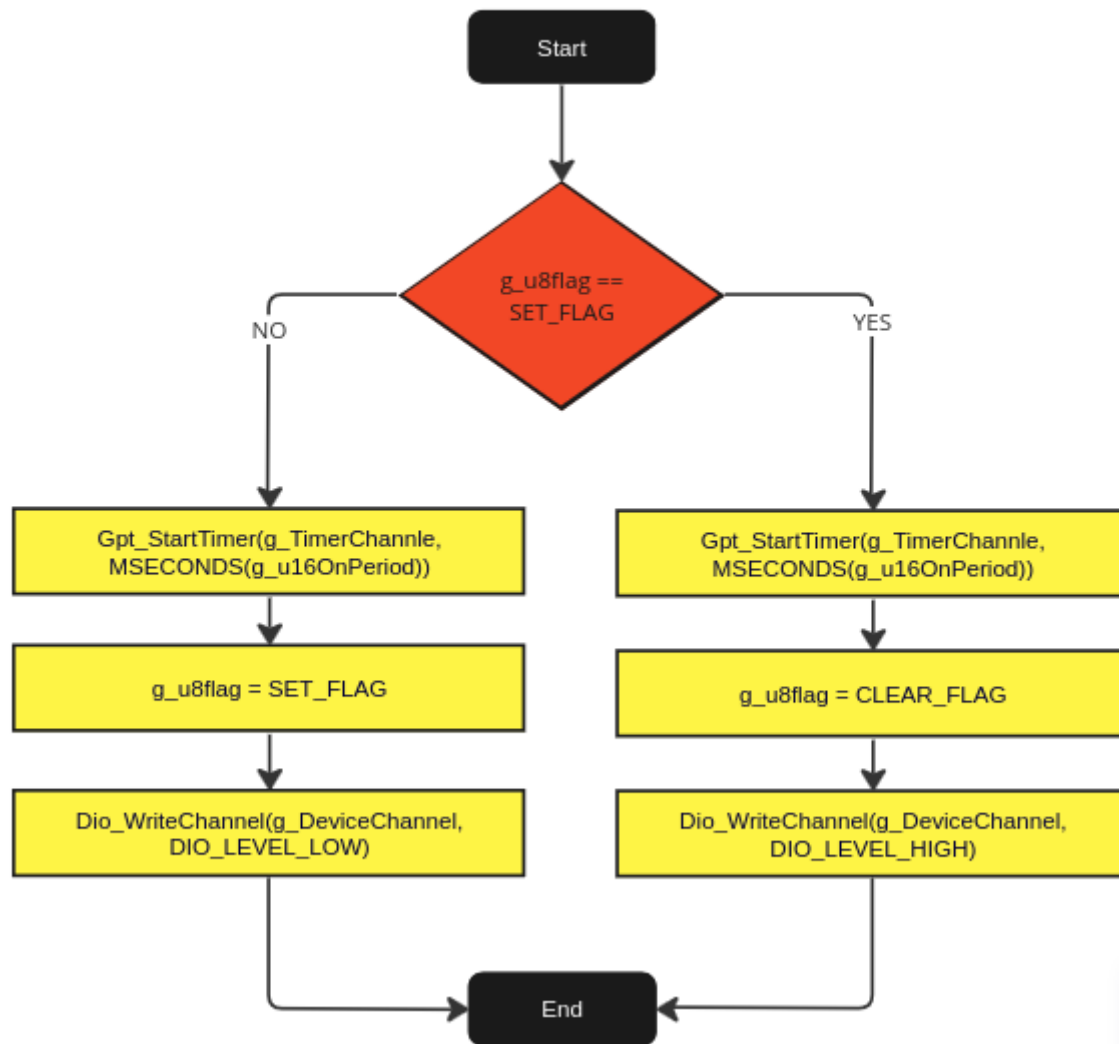 Start
g_u8flag ==
SET_FLAG
NO
YES
Gpt_StartTimer(g_TimerChannle,
MSECONDS(g_u16OnPeriod))
g_u8flag = SET_FLAG
Dio_WriteChannel(g_DeviceChannel,
DIO_LEVEL_LOW)
Gpt_StartTimer(g_TimerChannle,
MSECONDS(g_u16OnPeriod))
g_u8flag = CLEAR_FLAG
Dio_WriteChannel(g_DeviceChannel,
DIO_LEVEL_HIGH)
End